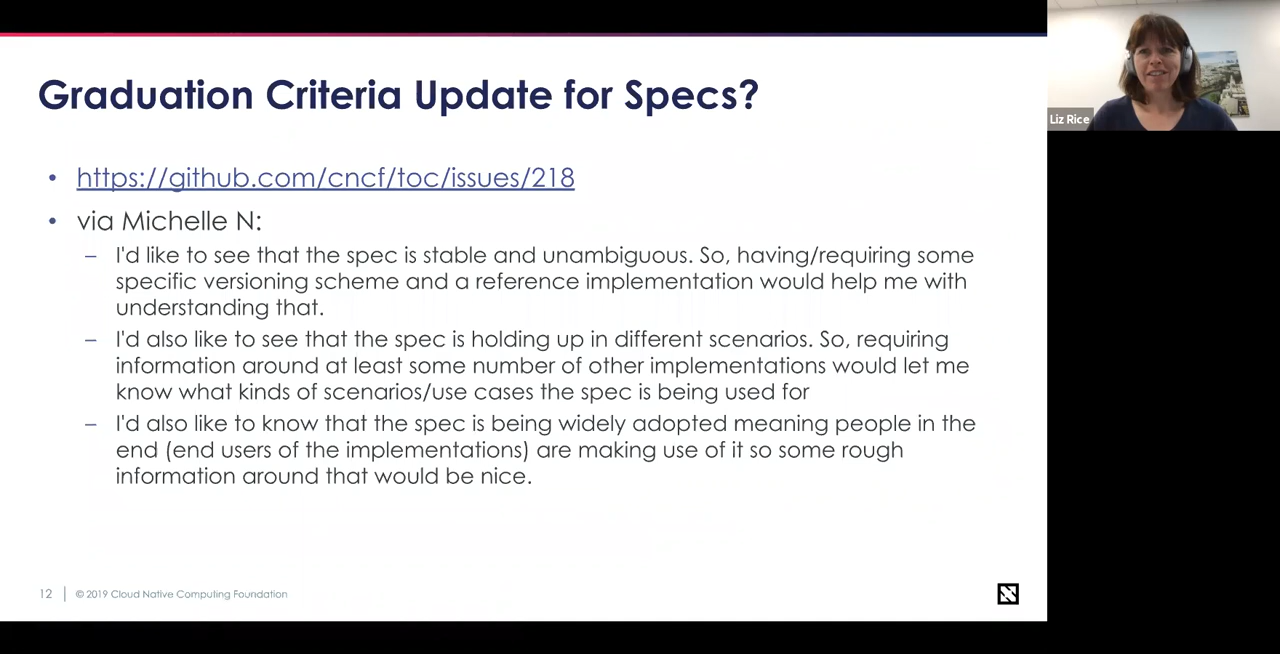 Graduation Criteria Update for Specs?
• https://github.com/cncf/toc/issues/218
• via Michelle N:
– I'd like to see that the spec is stable and unambiguous. So, having/requiring some
specific versioning scheme and a reference implementation would help me with
understanding that.
– I'd also like to see that the spec is holding up in different scenarios. So, requiring
information around at least some number of other implementations would let me
know what kinds of scenarios/use cases the spec is being used for
– I'd also like to know that the spec is being widely adopted meaning people in the
end (end users of the implementations) are making use of it so some rough
information around that would be nice.
12 | © 2019 Cloud Native Computing Foundation
Liz Rice